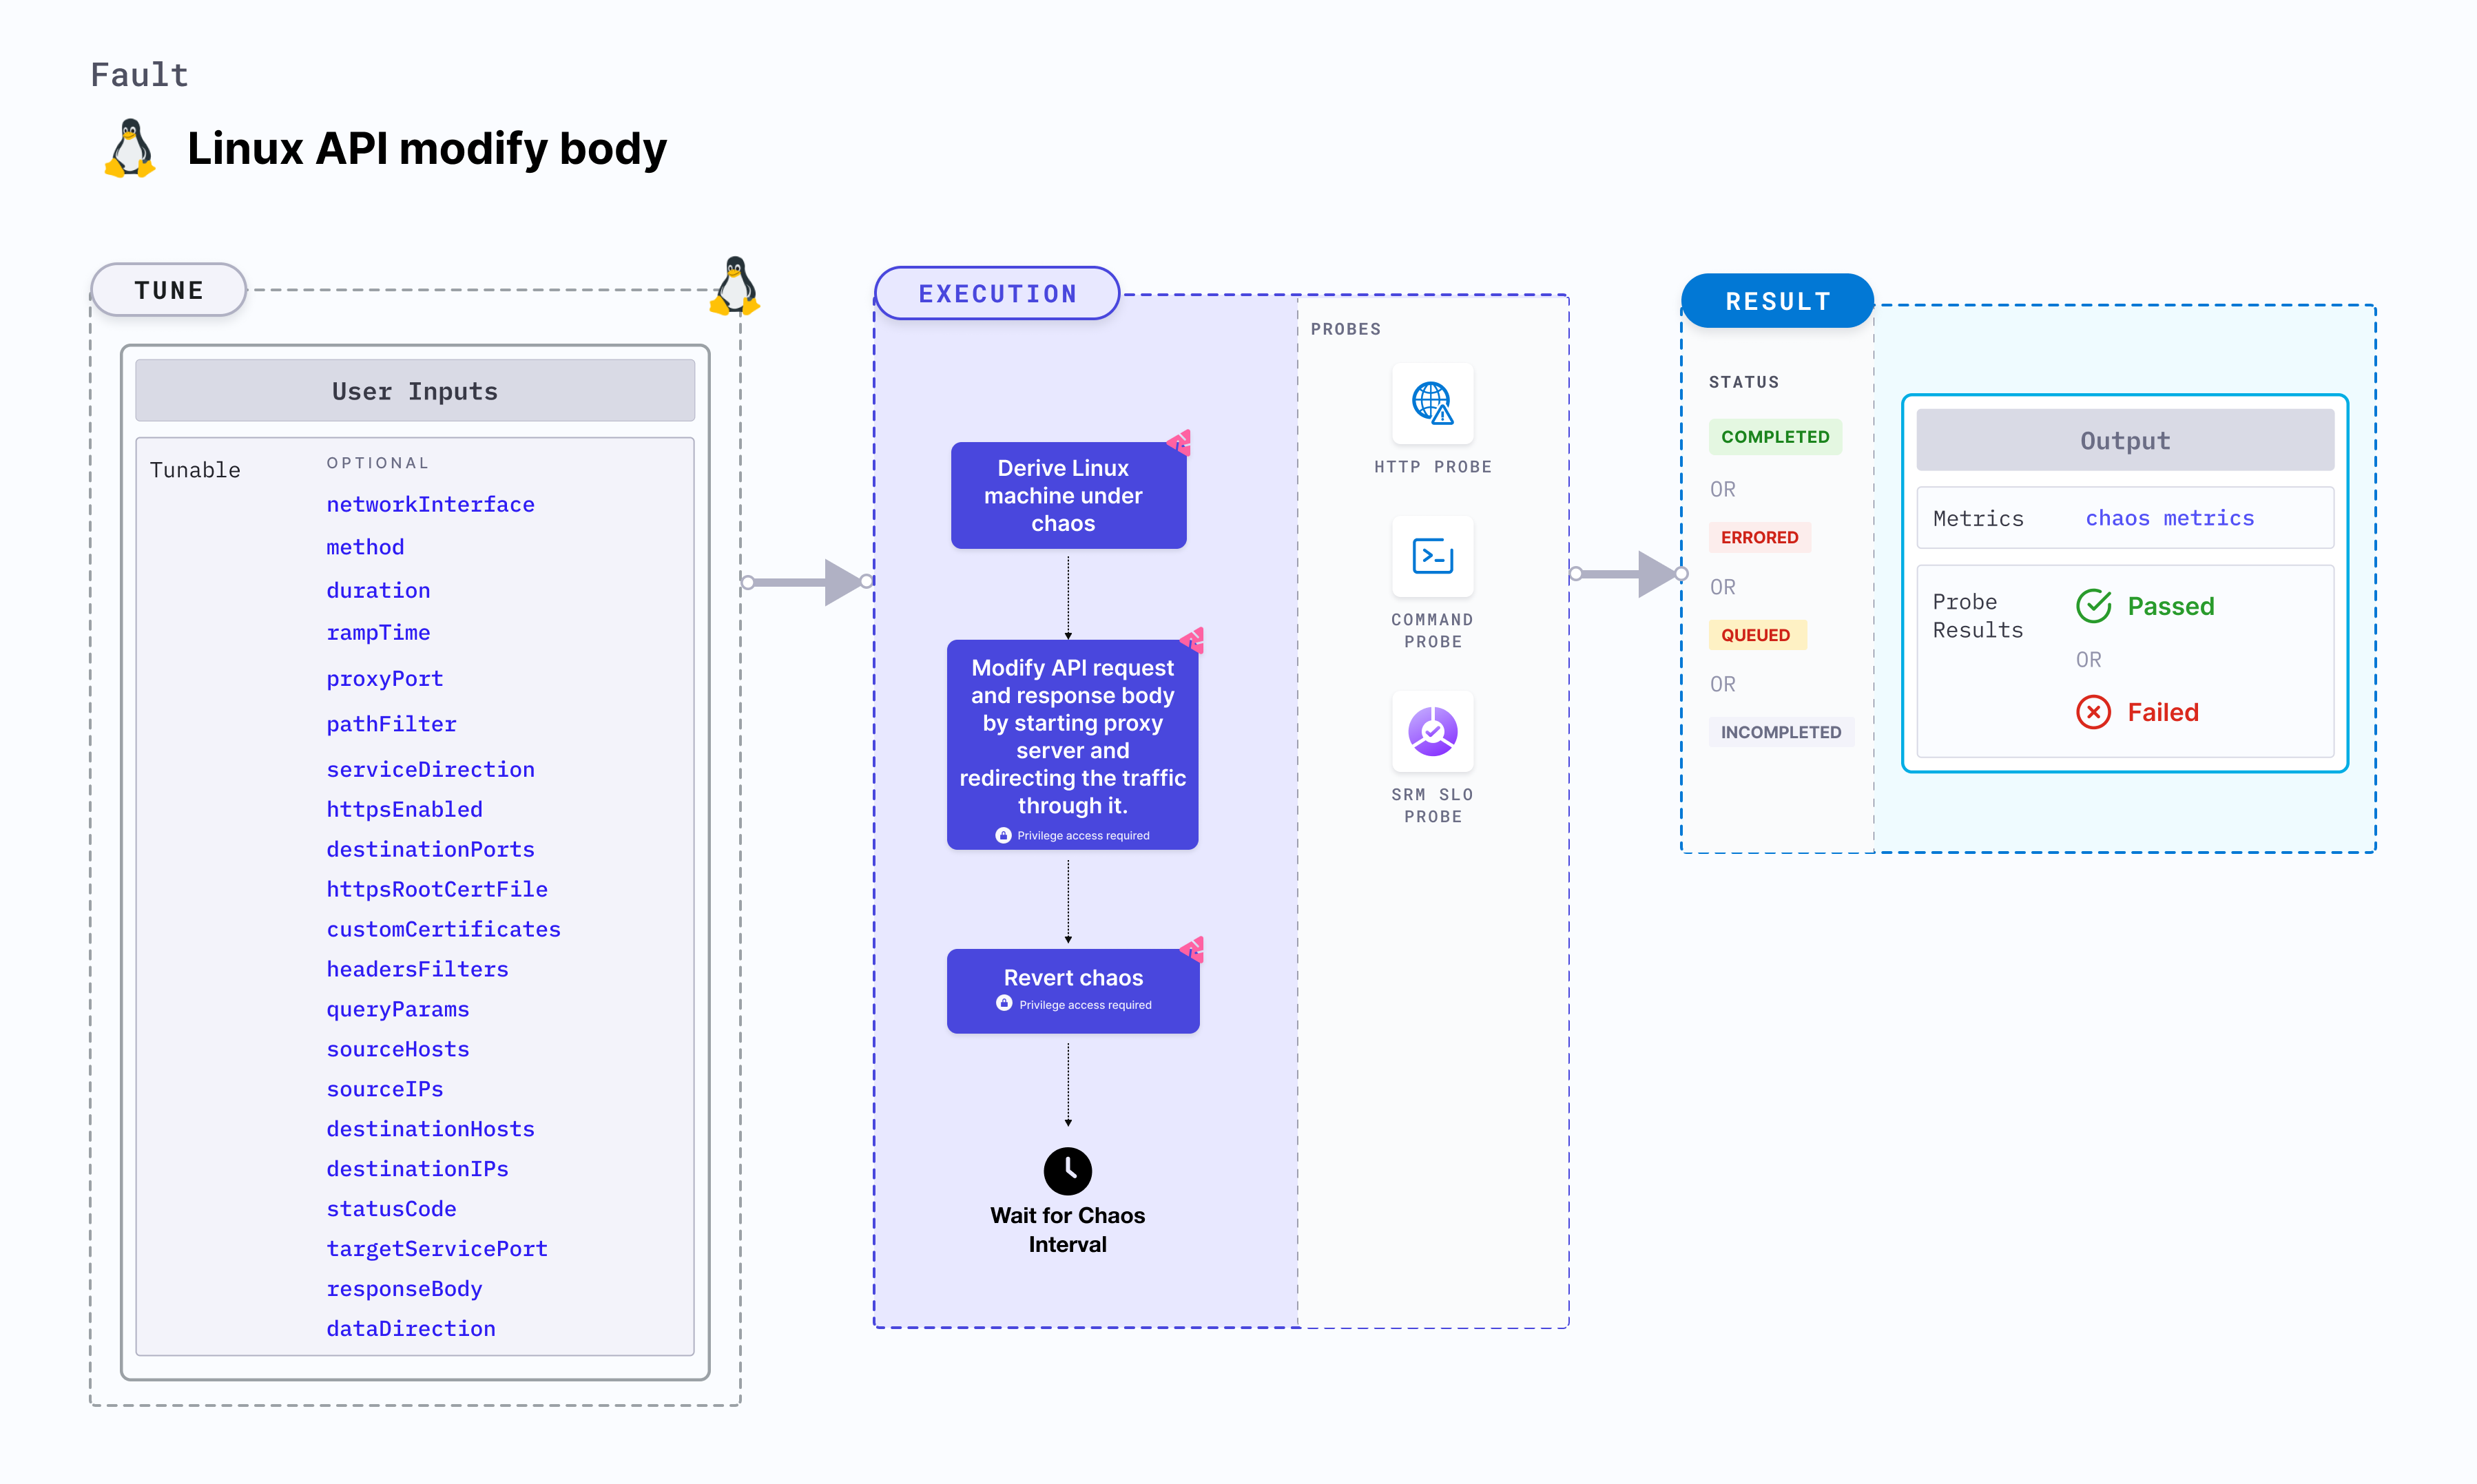 Fault
Linux API modify body
TUNE
User Inputs
Tunable
OPTIONAL
networkInterface
method
duration
rampTime
proxyPort
pathFilter
serviceDirection
httpsEnabled
destinationPorts
httpsRootCertFile
customCertificates
headersFilters
queryParams
sourceHosts
sourceIPs
destinationHosts
destinationIPs
statusCode
targetServicePort
responseBody
dataDirection
EXECUTION
Derive Linux
machine under
chaos
Modify API request
and response body
by starting proxy
server and
redirecting the traffic
through it.
Privilege access required
Revert chaos
Privilege access required
Wait for Chaos
Interval
PROBES
HTTP PROBE
COMMAND
PROBE
SRM SLO
PROBE
RESULT
STATUS
COMPLETED
OR
ERRORED
OR
QUEUED
OR
INCOMPLETED
Output
Metrics
chaos metrics
Probe
Results
Passed
OR
Failed